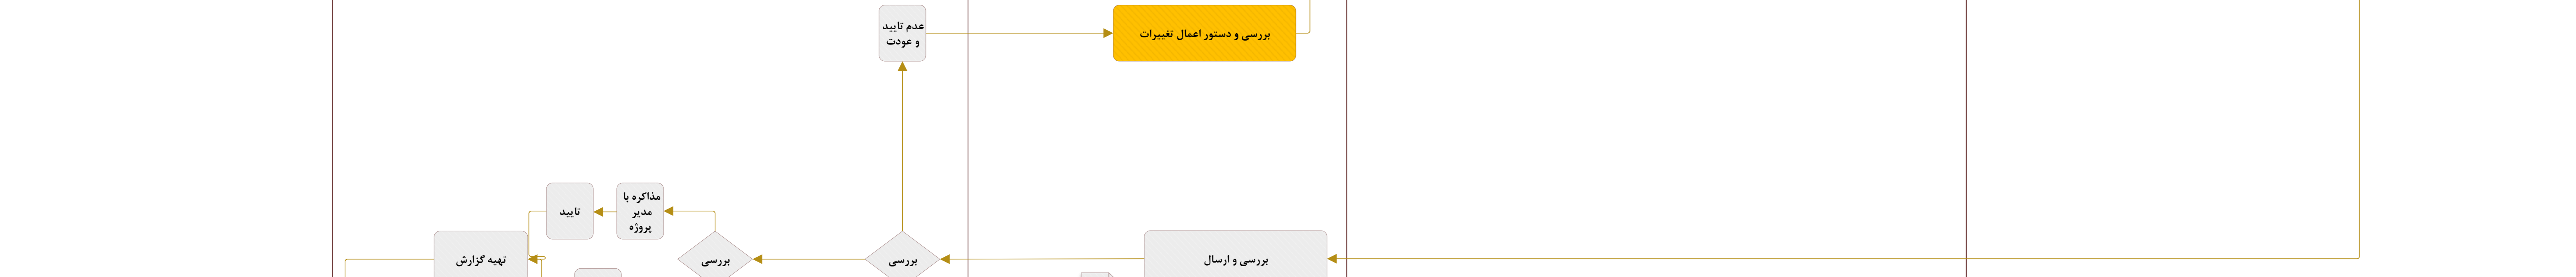 عدم تایید
و عودت
بررسی و دستور اعمال تغییرات
مذاکره با
مدیر
پروژه
تایید
بررسی و ارسال
بررسی
بررسی
تهیه گزارش